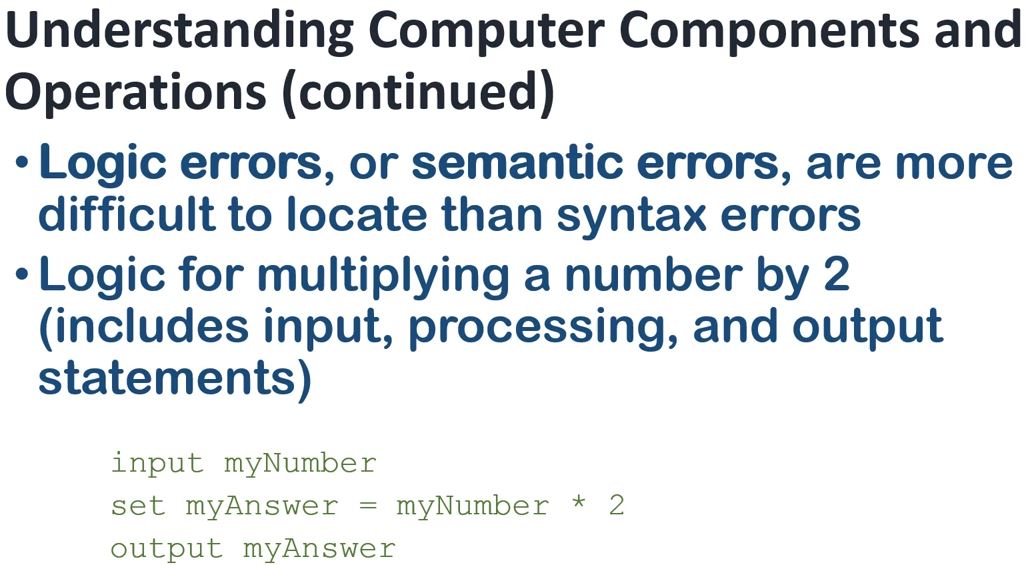 Understanding Computer Components and
Operations (continued)
• Logic errors, or semantic errors, are more
difficult to locate than syntax errors
• Logic for multiplying a number by 2
(includes input, processing, and output
statements)
input myNumber
set myAnswer = myNumber * 2
output myAnswer